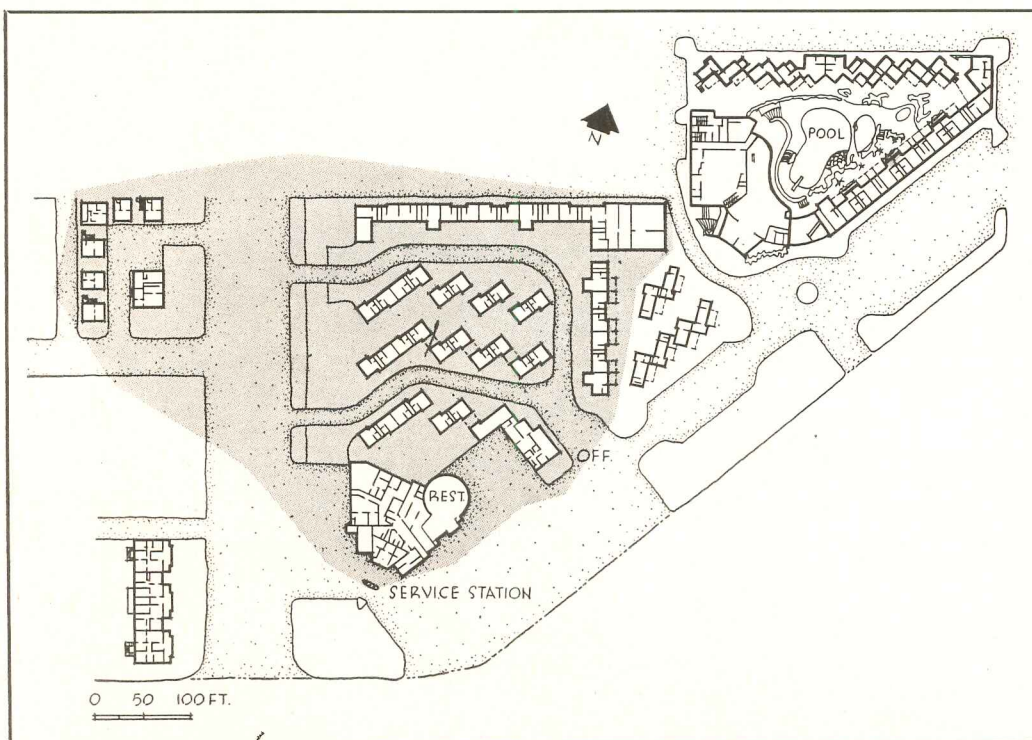 N
POOL
OFF.
REST.
SERVICE STATION
0 50 100 FT.